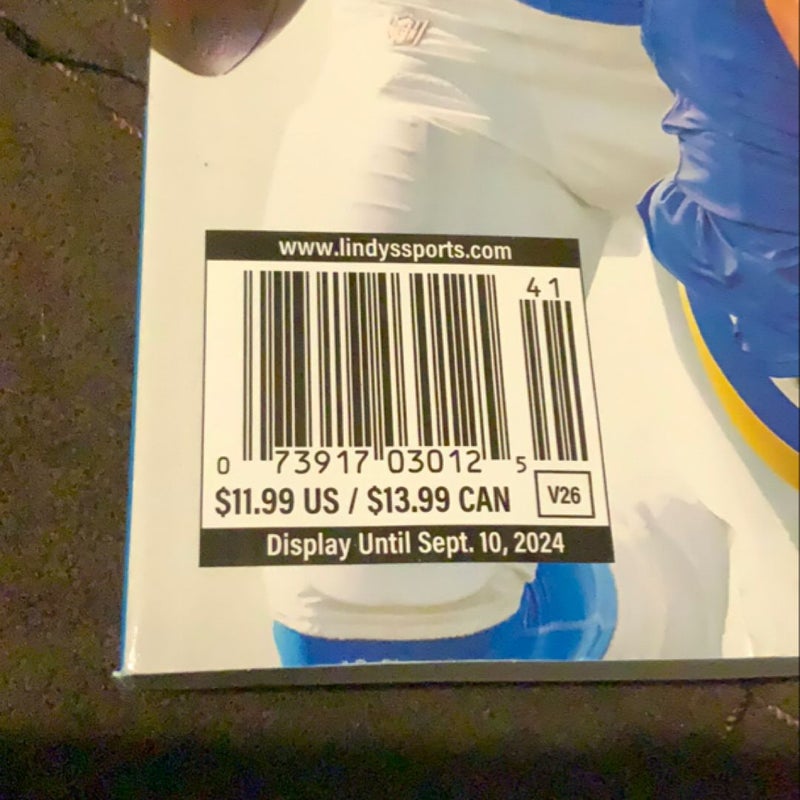 www.lindyssports.com
41
0 73917 03012 5
$11.99 US / $13.99 CAN V26
Display Until Sept. 10, 2024